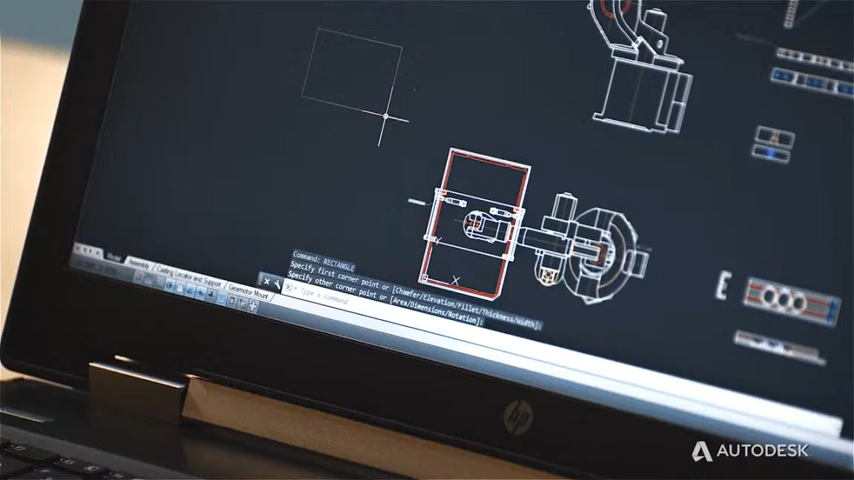 Command: RECTANGLE
Specify first corner point or [Chamfer/Elevation/Fillet/Thickness/Width]:
Specify other corner point or [Area/Dimensions/Rotation]:
Type a command
Model
Assembly
Casting Locator and Support
Gearmotor Mount
Y
X
E
hp
AUTODESK